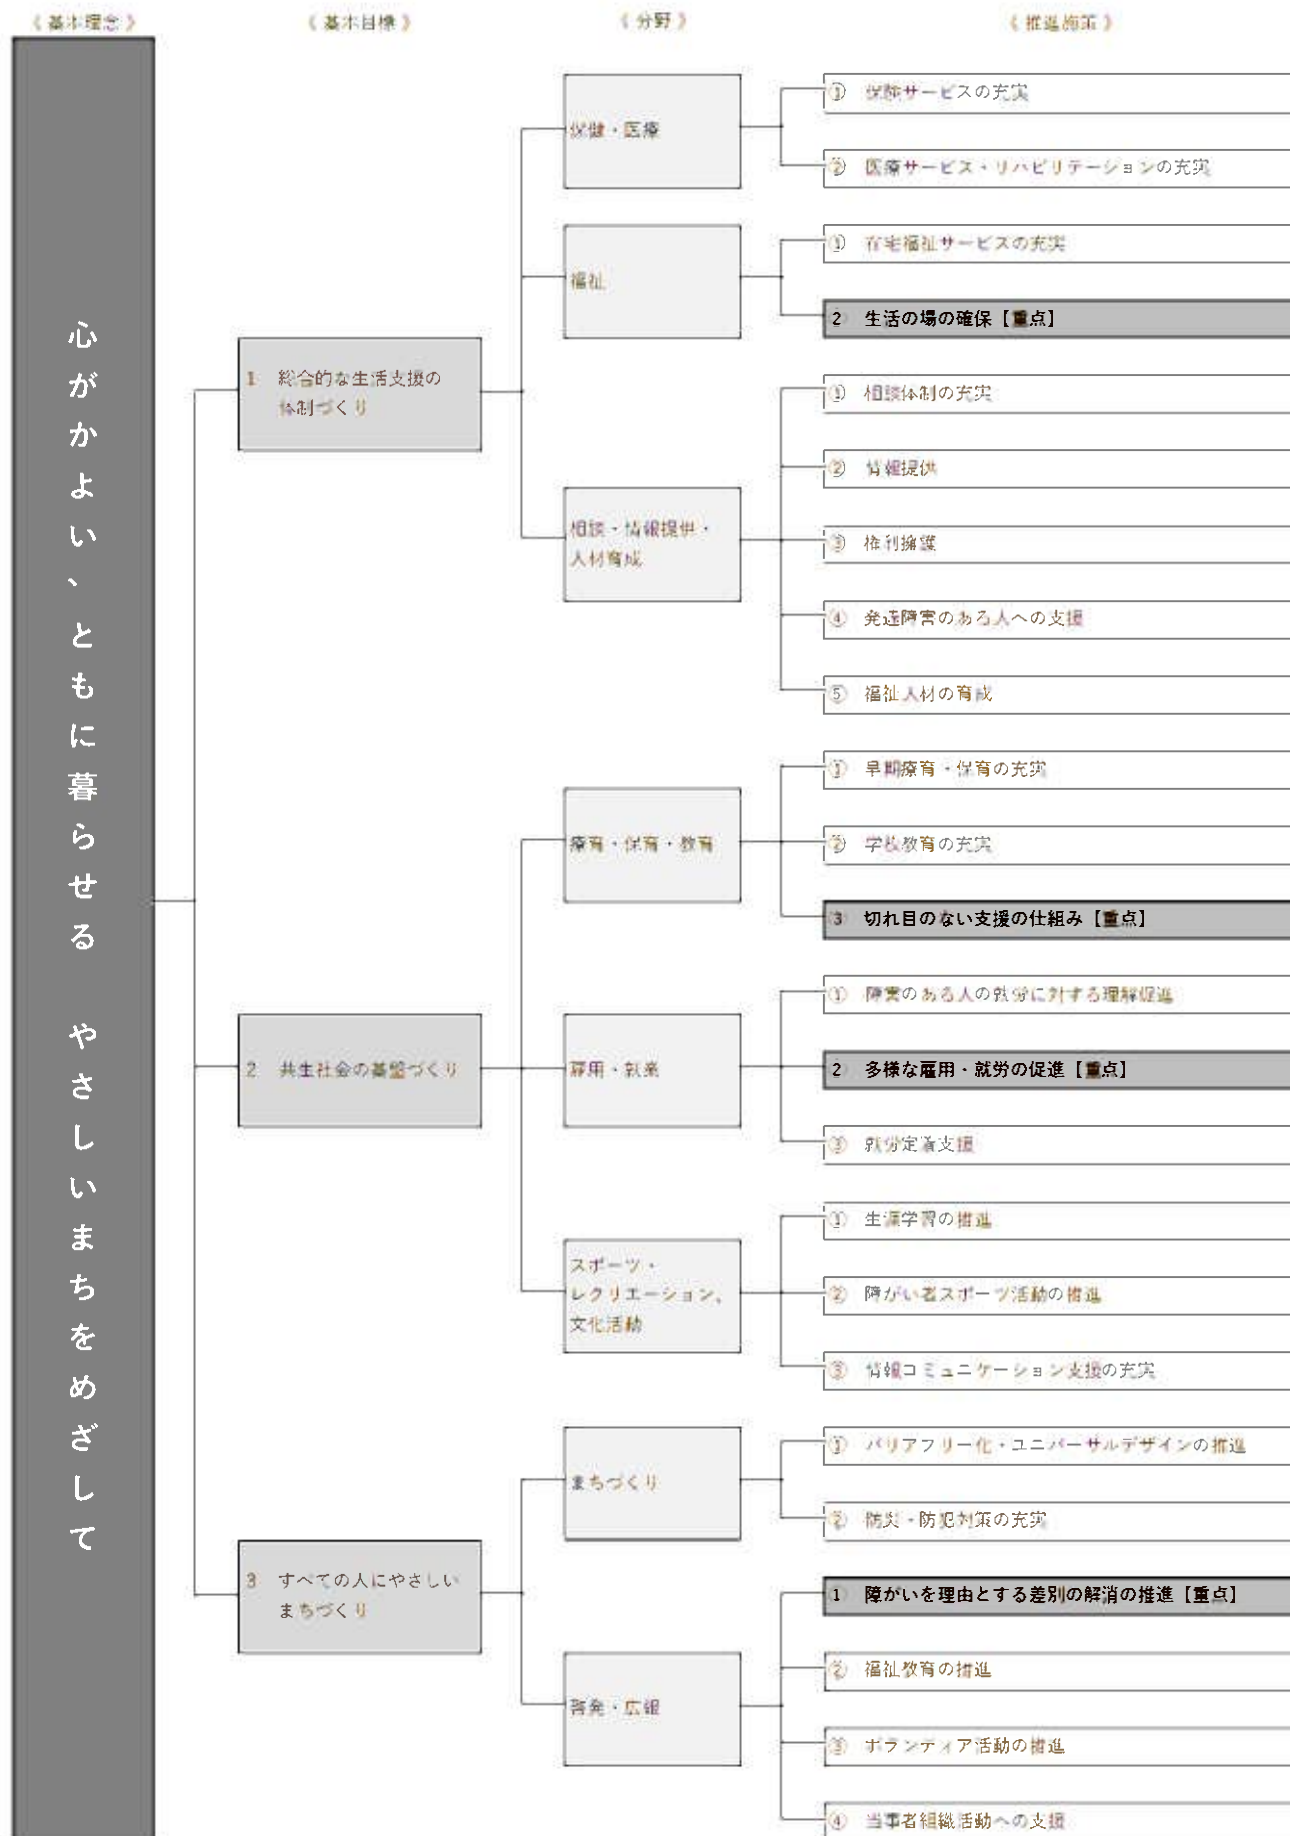 《基本理念》
《基本目標》
《分野》
《推進施策》
心がかよい、ともに暮らせる　やさしいまちをめざして
1　総合的な生活支援の
体制づくり
保健・医療
① 保険サービスの充実
② 医療サービス・リハビリテーションの充実
福祉
① 在宅福祉サービスの充実
2 生活の場の確保【重点】
相談・情報提供・
人材育成
① 相談体制の充実
② 情報提供
③ 権利擁護
④ 発達障害のある人への支援
⑤ 福祉人材の育成
2　共生社会の基盤づくり
療育・保育・教育
① 早期療育・保育の充実
② 学校教育の充実
3 切れ目のない支援の仕組み【重点】
雇用・就業
① 障害のある人の就労に対する理解促進
2 多様な雇用・就労の促進【重点】
③ 就労定着支援
スポーツ・
レクリエーション、
文化活動
① 生涯学習の推進
② 障がい者スポーツ活動の推進
③ 情報コミュニケーション支援の充実
3　すべての人にやさしい
まちづくり
まちづくり
① バリアフリー化・ユニバーサルデザインの推進
② 防災・防犯対策の充実
啓発・広報
1 障がいを理由とする差別の解消の推進【重点】
② 福祉教育の推進
③ ボランティア活動の推進
④ 当事者組織活動への支援